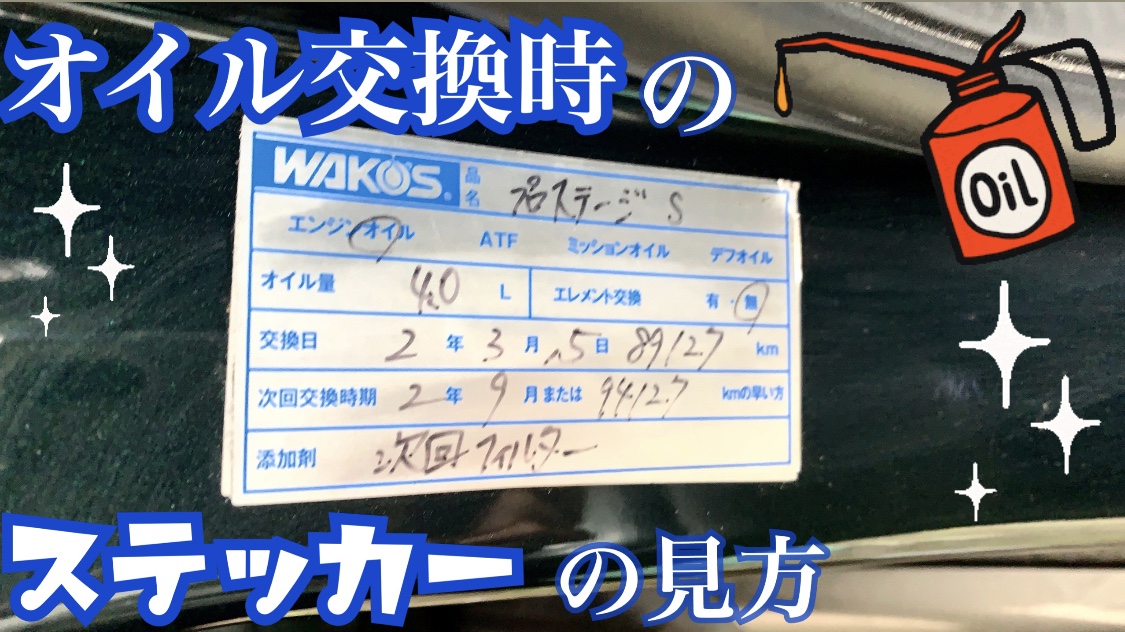 オイル交換時の
Oil
WAKO'S® 品名 プロステージS
エンジンオイル ATF ミッションオイル デフオイル
オイル量 4.0 L エレメント交換 有・無
交換日 2年3月15日 89127 km
次回交換時期 2年9月または 94127 kmの早い方
添加剤 次回フィルター
ステッカーの見方